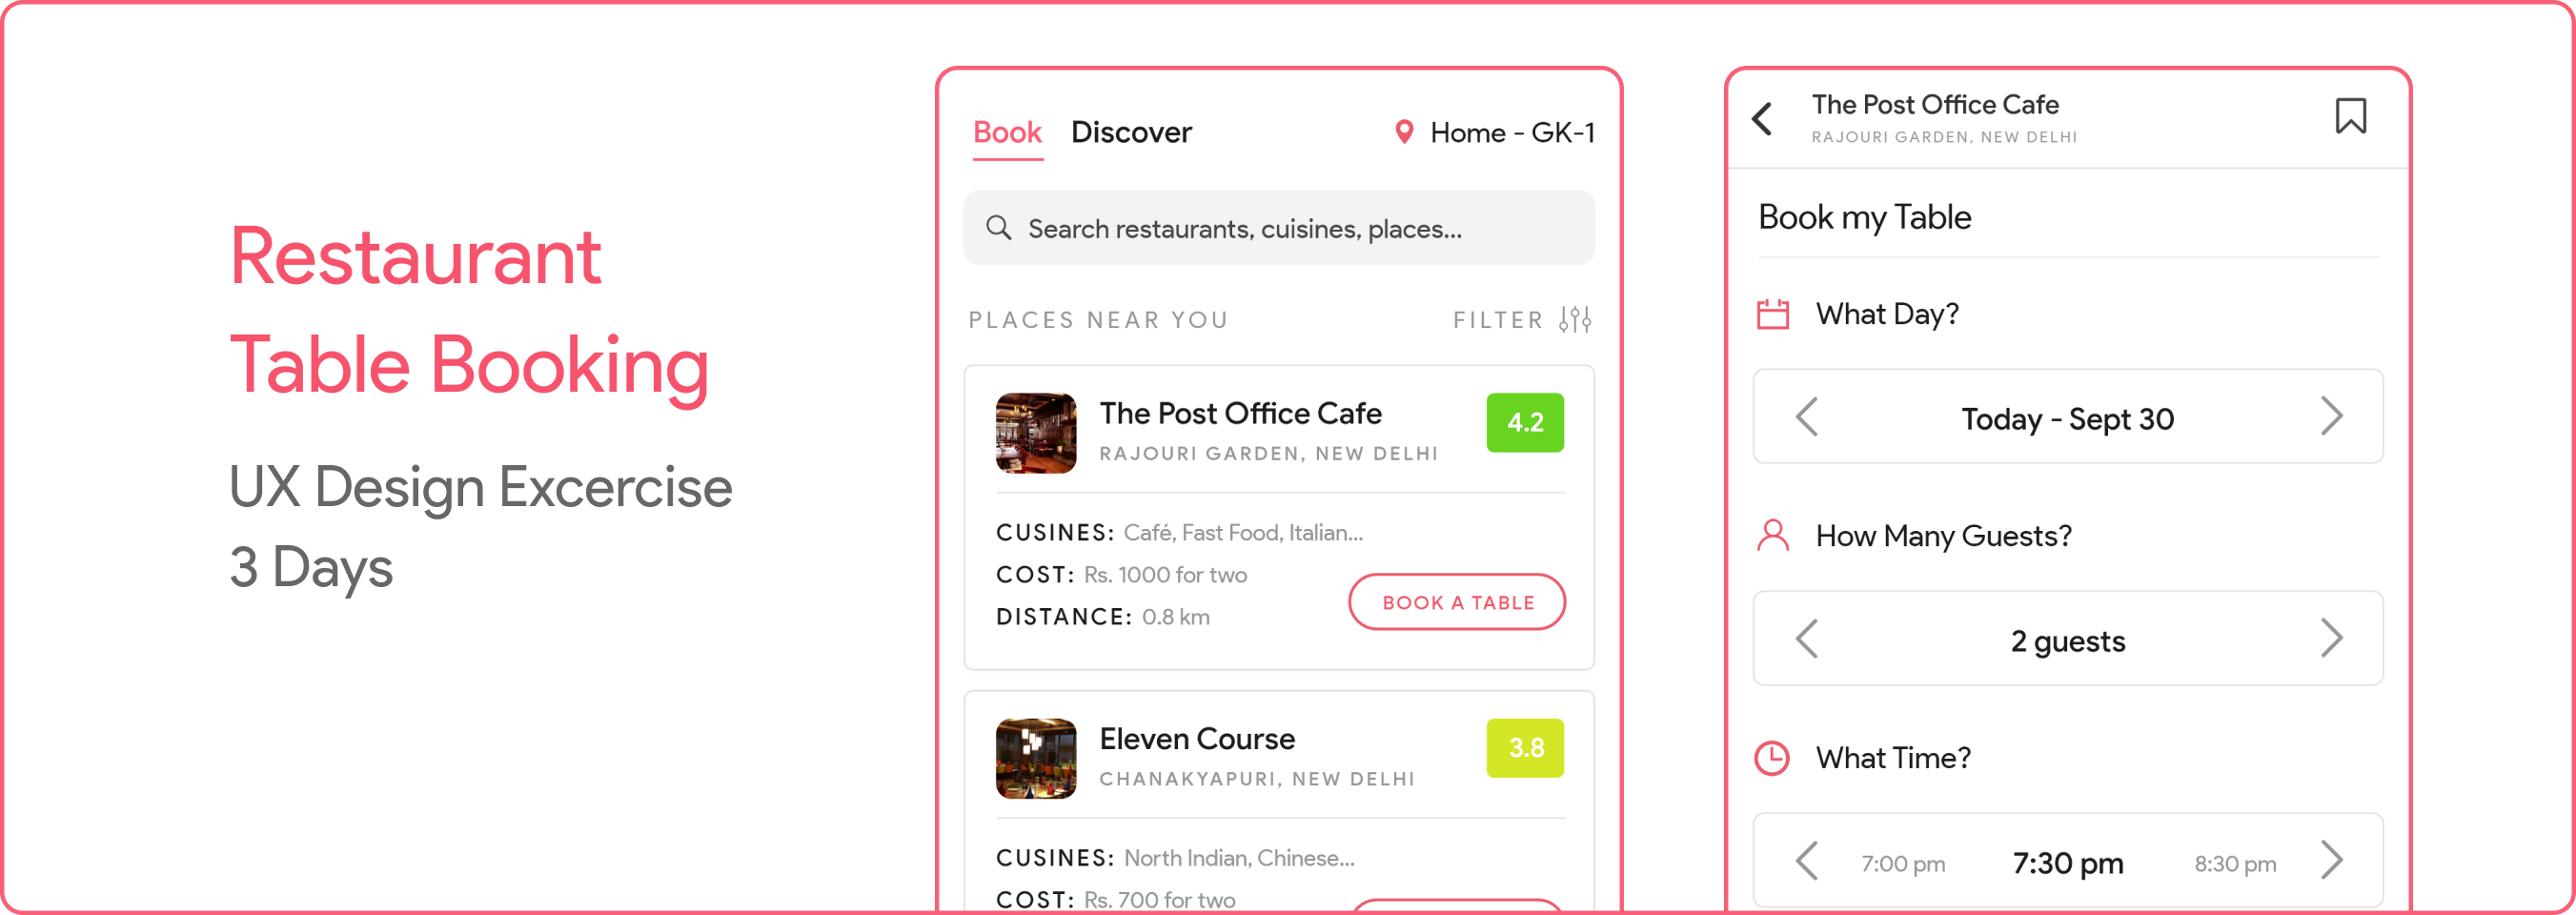 Restaurant
Table Booking
UX Design Excercise
3 Days
Book Discover Home - GK-1
Search restaurants, cuisines, places...
PLACES NEAR YOU FILTER
The Post Office Cafe 4.2
RAJOURI GARDEN, NEW DELHI
CUSINES: Café, Fast Food, Italian...
COST: Rs. 1000 for two
DISTANCE: 0.8 km
BOOK A TABLE
Eleven Course 3.8
CHANAKYAPURI, NEW DELHI
CUSINES: North Indian, Chinese...
COST: Rs. 700 for two
The Post Office Cafe
RAJOURI GARDEN, NEW DELHI
Book my Table
What Day?
Today - Sept 30
How Many Guests?
2 guests
What Time?
7:00 pm 7:30 pm 8:30 pm